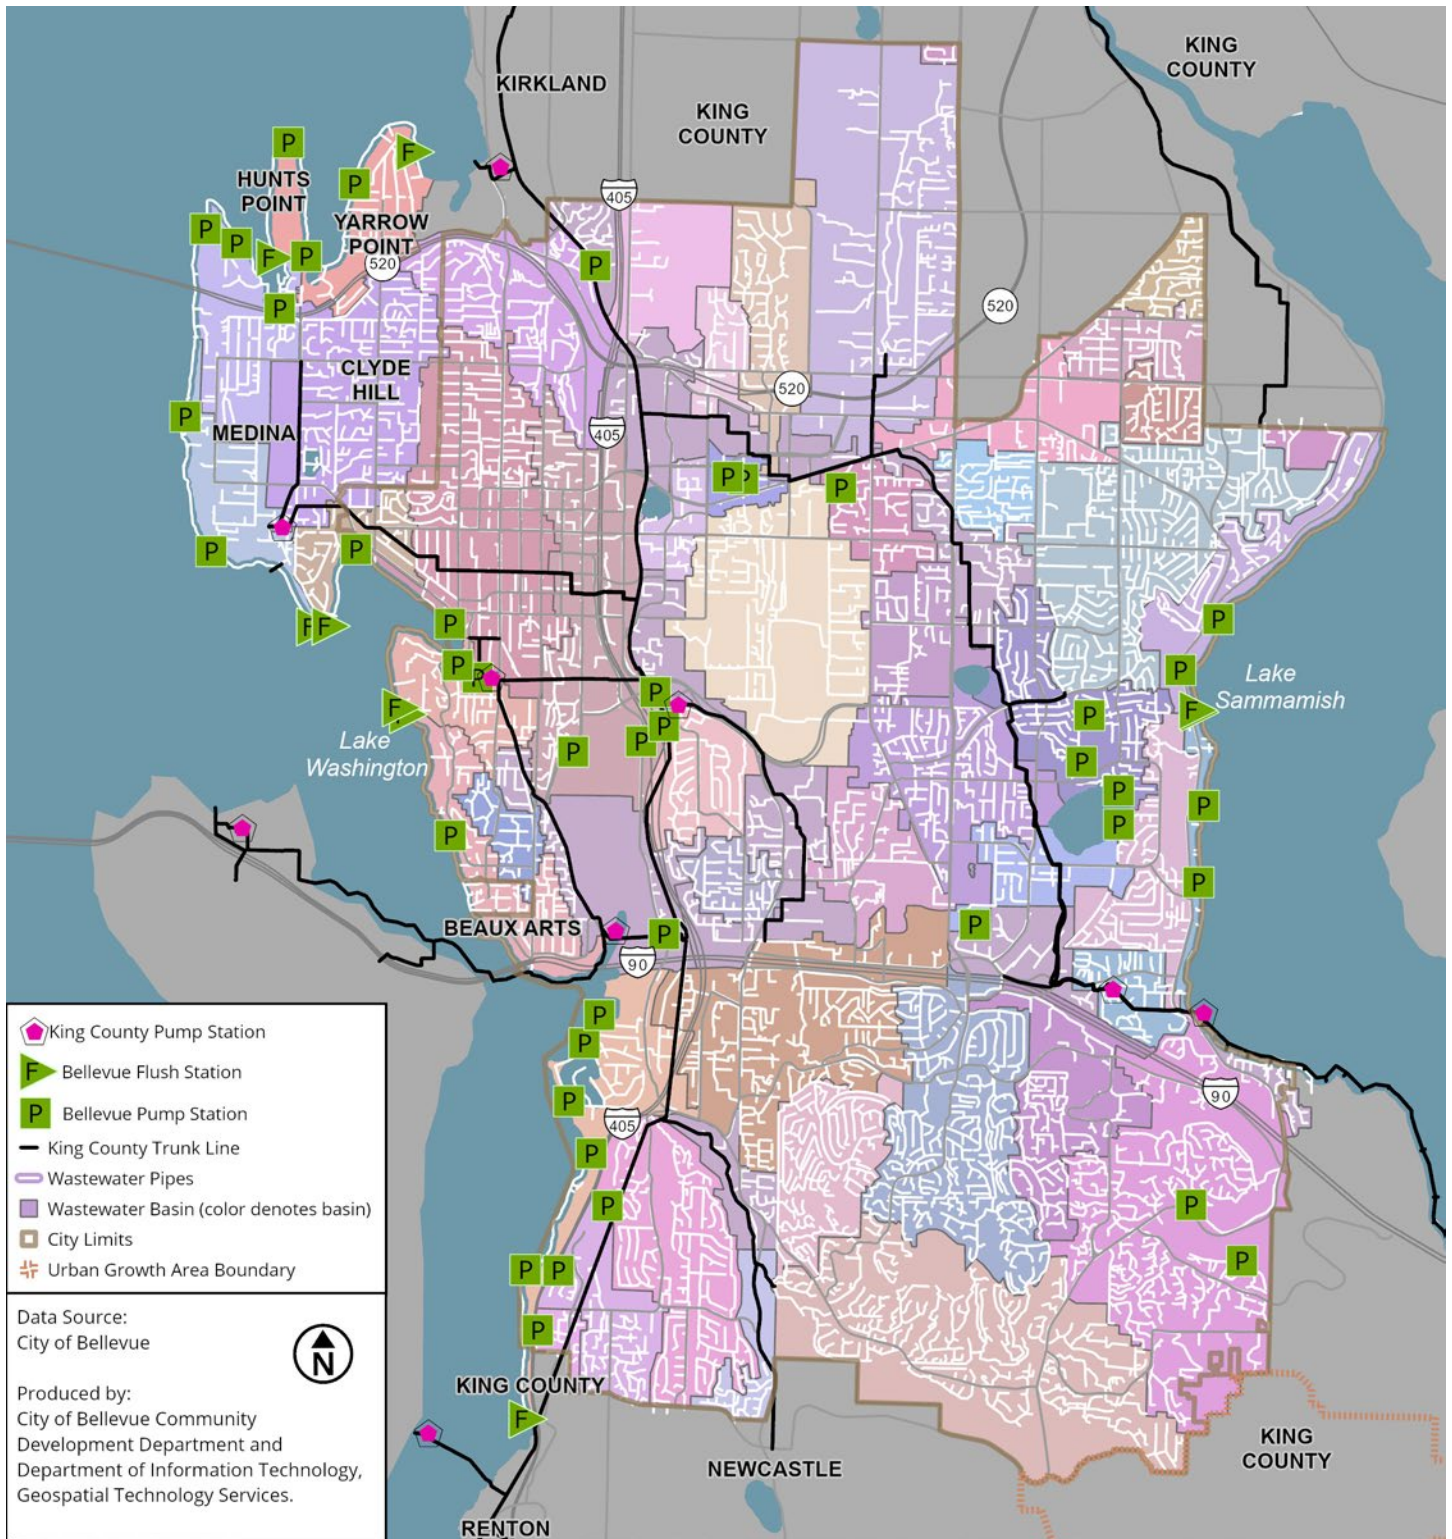 KIRKLAND
KING
COUNTY
KING
COUNTY
P
F
HUNTS
POINT
P
405
YARROW
POINT
P
P
F
P
520
P
P
520
CLYDE
HILL
520
P
MEDINA
405
P
P
P
P
P
F
F
P
P
P
P
P
Lake
Sammamish
F
P
F
P
P
P
P
Lake
Washington
P
P
P
P
P
P
P
BEAUX ARTS
P
P
90
P
P
P
405
90
P
P
P
P
P
P
P
KING COUNTY
F
NEWCASTLE
KING
COUNTY
RENTON
King County Pump Station
F Bellevue Flush Station
P Bellevue Pump Station
King County Trunk Line
Wastewater Pipes
Wastewater Basin (color denotes basin)
City Limits
Urban Growth Area Boundary
Data Source:
City of Bellevue
N
Produced by:
City of Bellevue Community
Development Department and
Department of Information Technology,
Geospatial Technology Services.